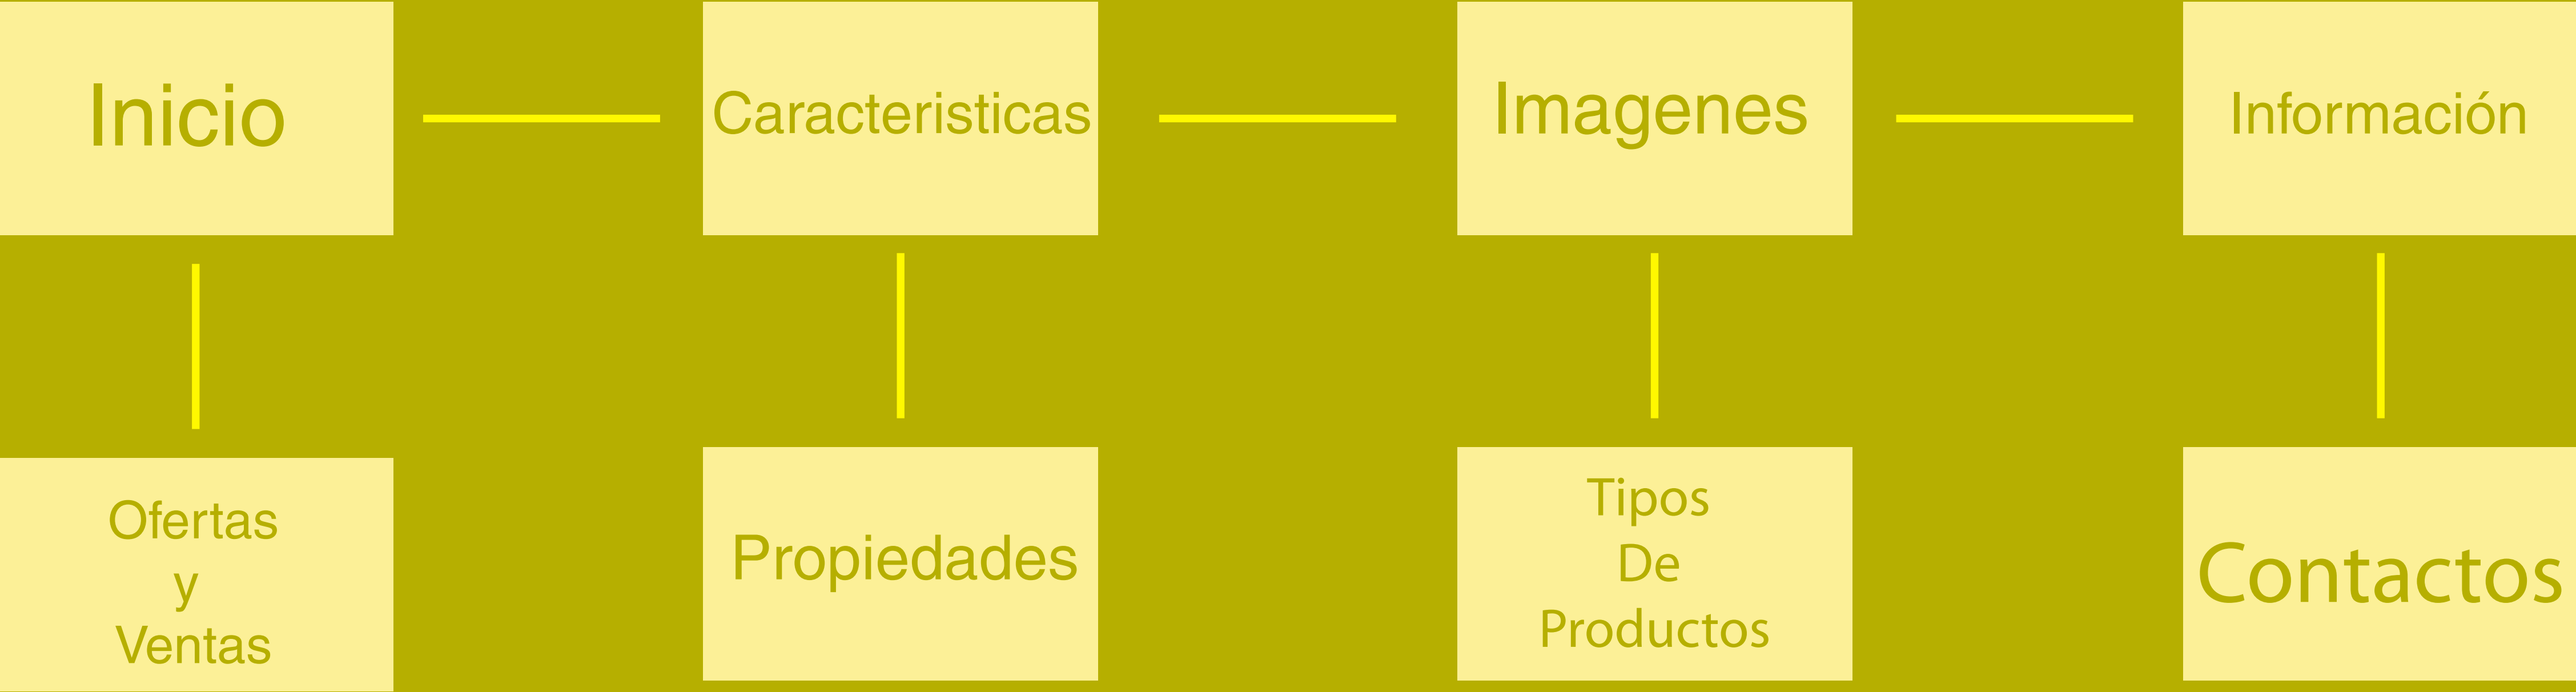 Inicio
Caracteristicas
Imagenes
Información
Ofertas
y
Ventas
Propiedades
Tipos
De
Productos
Contactos